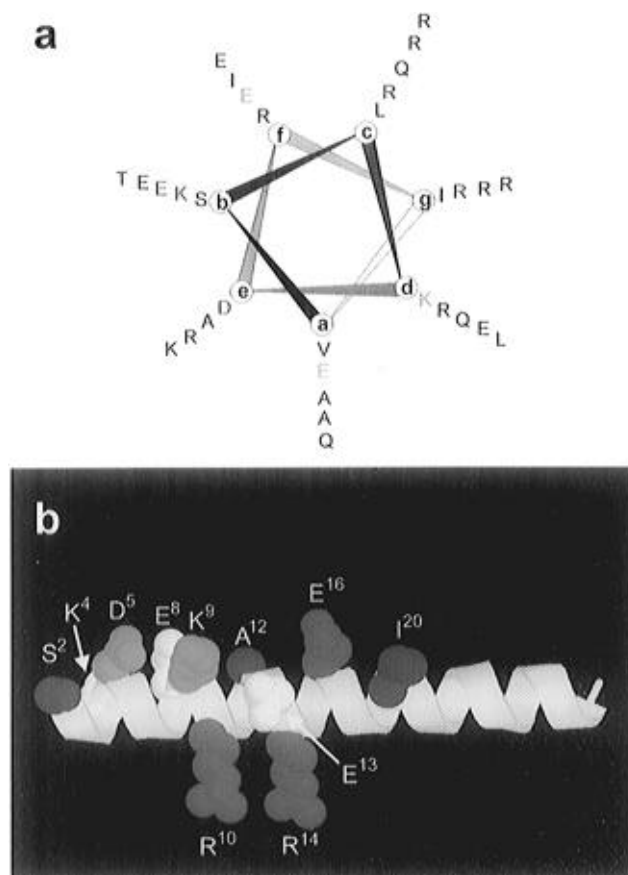 a
E I E R f
R R Q R L c
T E E K S b
g I R R R
K R A D e
d K R Q E L
a V E A A Q
b
S²
K⁴
D⁵
E⁸
K⁹
A¹²
E¹⁶
I²⁰
R¹⁰
R¹⁴
E¹³